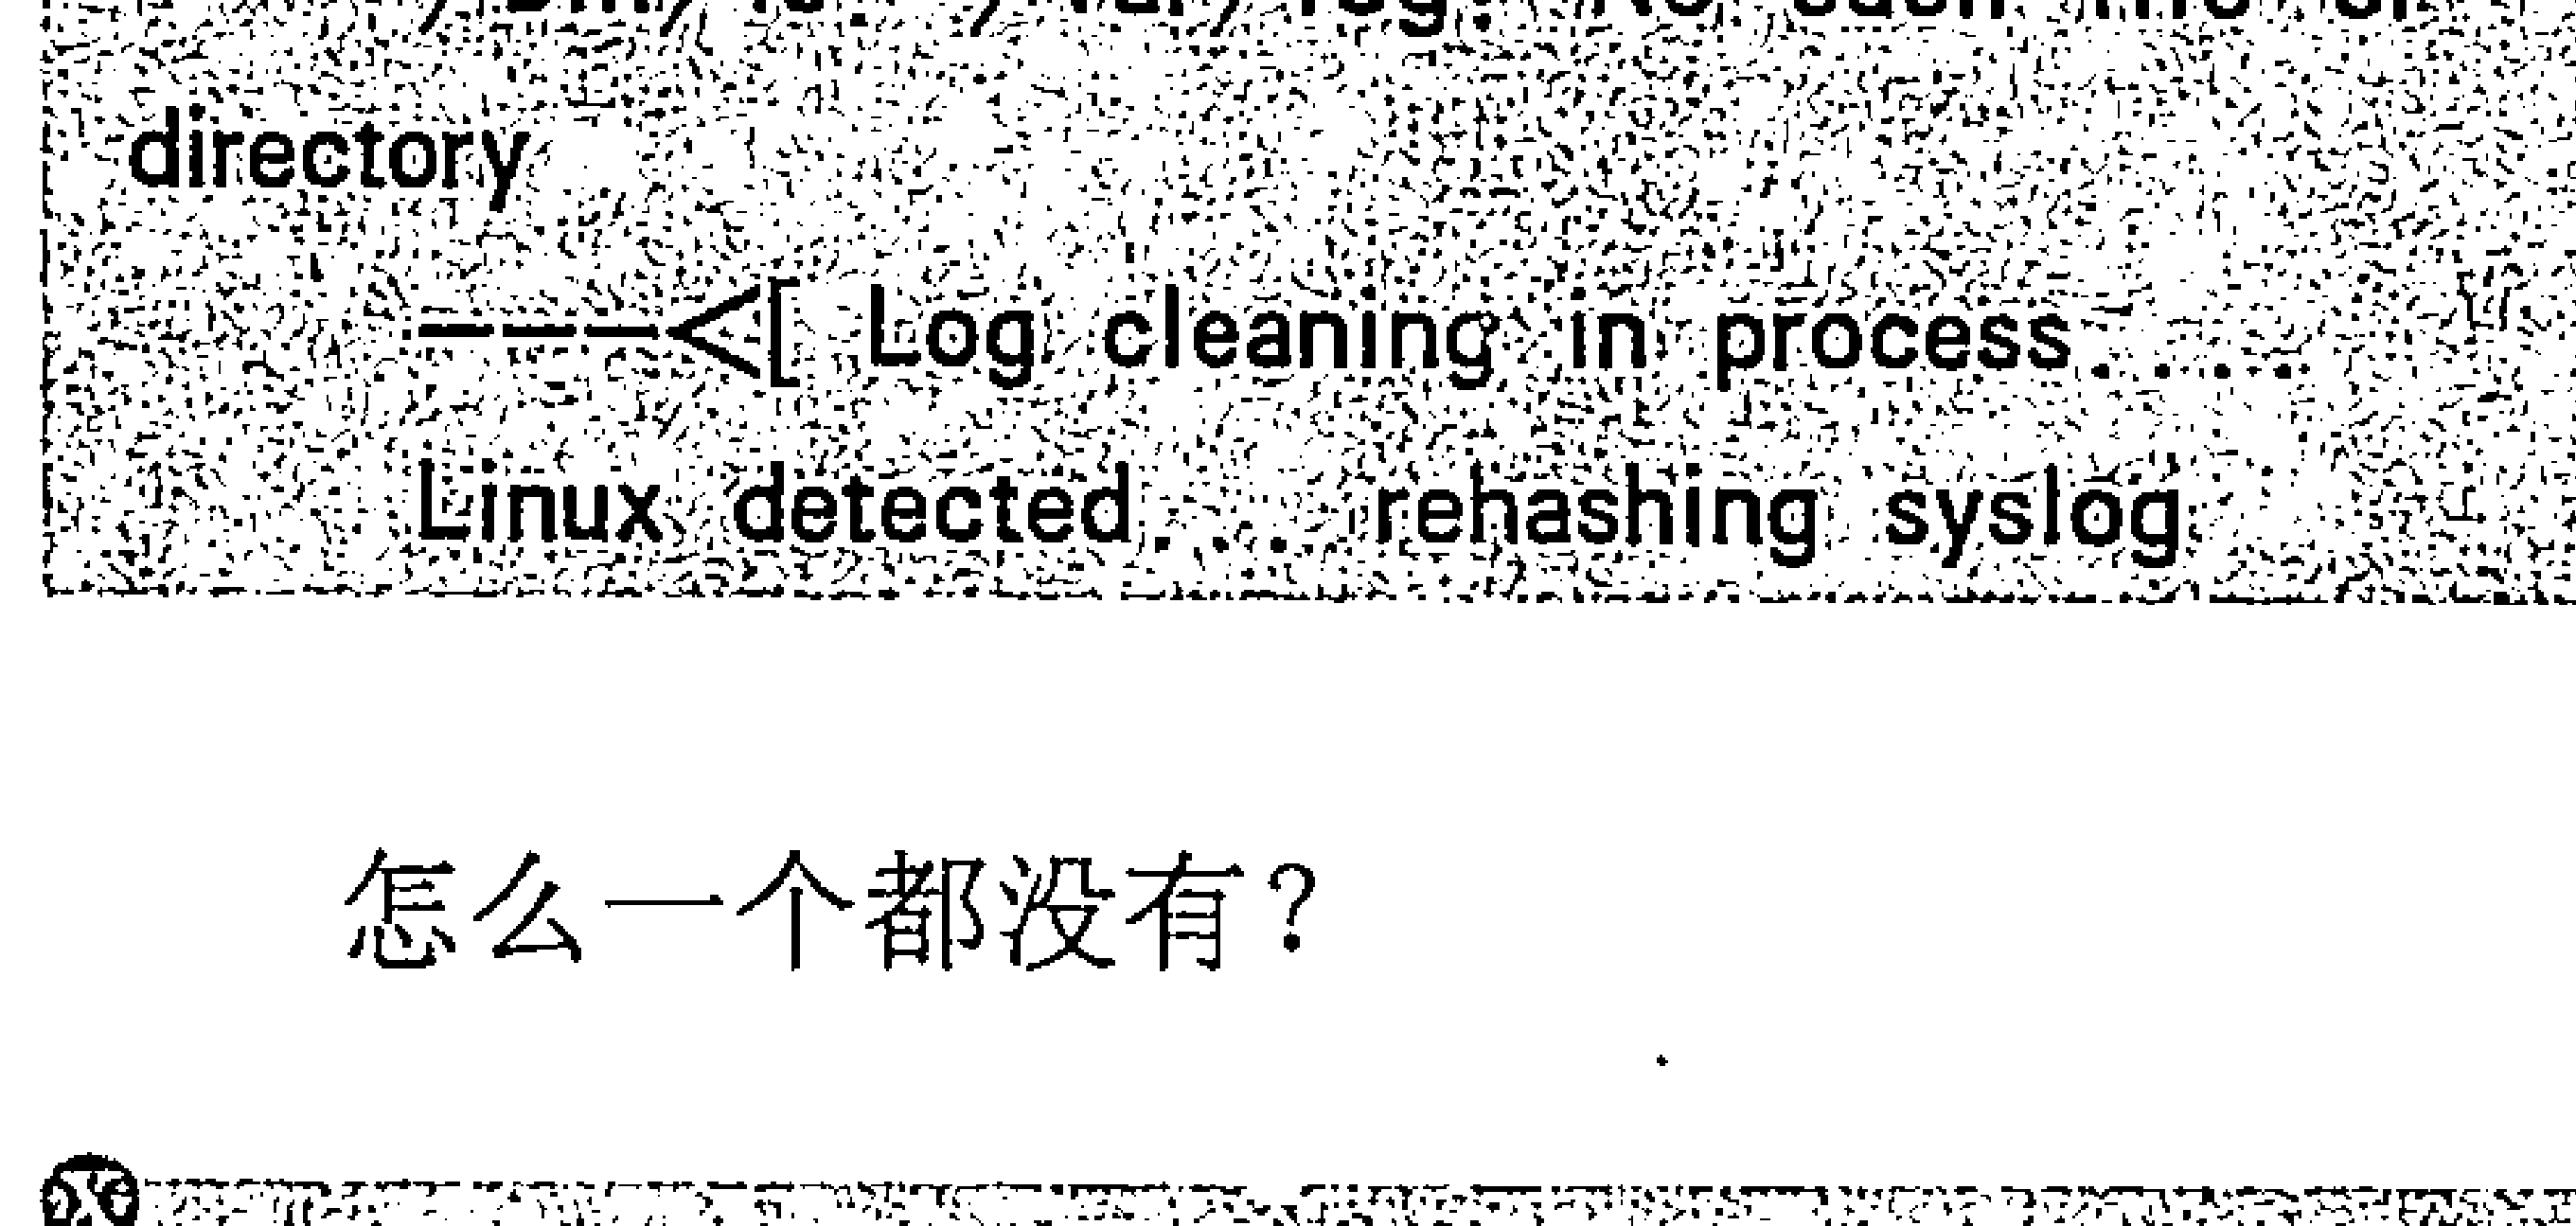 directory
---<[ Log cleaning in process....
Linux detected... rehashing syslog
怎么一个都没有?